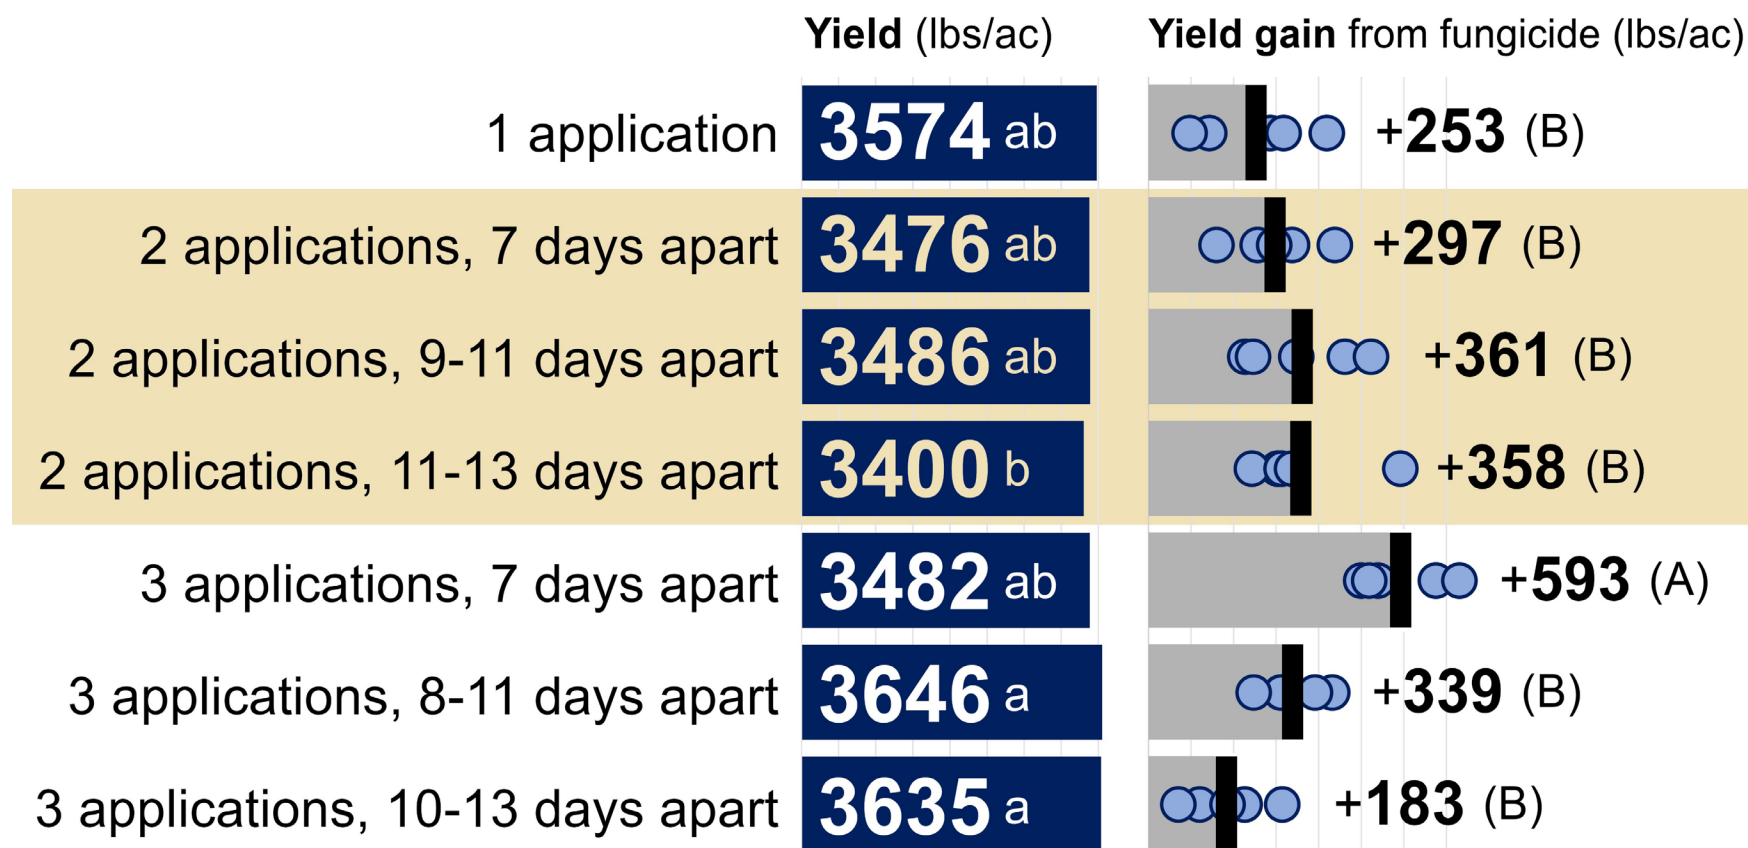 Yield (lbs/ac) Yield gain from fungicide (lbs/ac)
1 application 3574 ab +253 (B)
2 applications, 7 days apart 3476 ab +297 (B)
2 applications, 9-11 days apart 3486 ab +361 (B)
2 applications, 11-13 days apart 3400 b +358 (B)
3 applications, 7 days apart 3482 ab +593 (A)
3 applications, 8-11 days apart 3646 a +339 (B)
3 applications, 10-13 days apart 3635 a +183 (B)